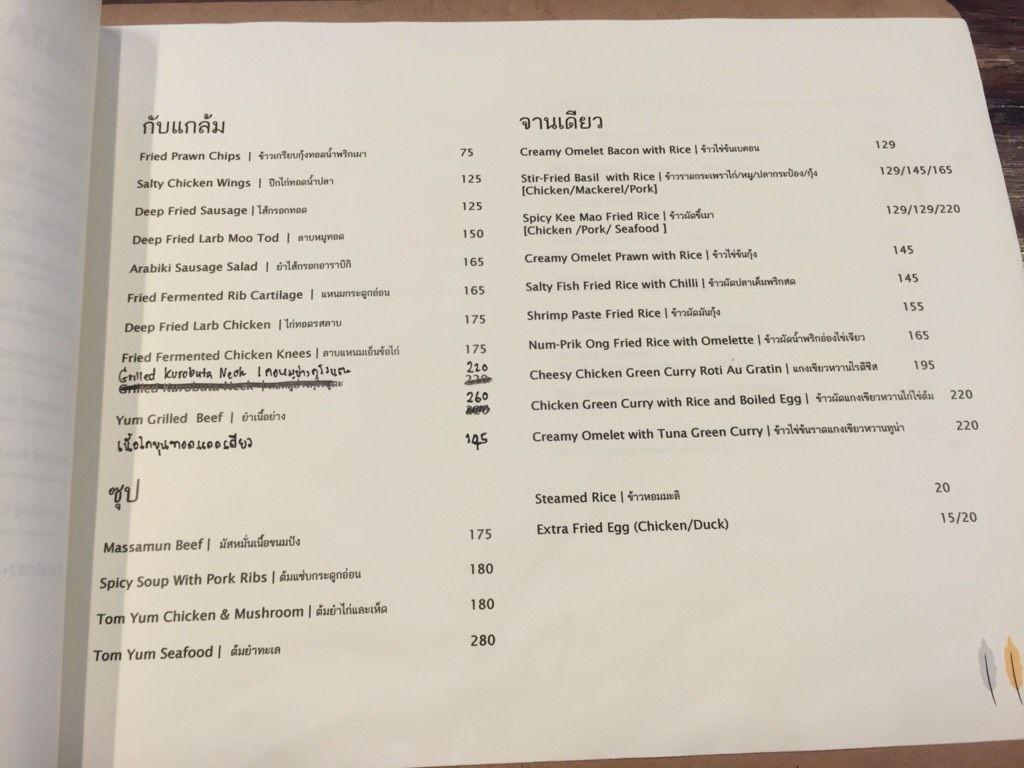 กับแกล้ม
Fried Prawn Chips | ข้าวเกรียบกุ้งทอดน้ำพริกเผา 75
Salty Chicken Wings | ปีกไก่ทอดน้ำปลา 125
Deep Fried Sausage | ไส้กรอกทอด 125
Deep Fried Larb Moo Tod | ลาบหมูทอด 150
Arabiki Sausage Salad | ยำไส้กรอกอาราบิกิ 165
Fried Fermented Rib Cartilage | แหนมกระดูกอ่อน 165
Deep Fried Larb Chicken | ไก่ทอดรสลาบ 175
Fried Fermented Chicken Knees | ลาบแหนมเอ็นข้อไก่ 175
Grilled Kurobuta Neck | คอหมูย่าง 220
Grilled Kurobuta Neck |
Yum Grilled Beef | ยำเนื้อย่าง 260
195
ซุป
Massamun Beef | มัสหมั่นเนื้อขนมปัง 175
Spicy Soup With Pork Ribs | ต้มแซ่บกระดูกอ่อน 180
Tom Yum Chicken & Mushroom | ต้มยำไก่และเห็ด 180
Tom Yum Seafood | ต้มยำทะเล 280
จานเดียว
Creamy Omelet Bacon with Rice | ข้าวไข่ข้นเบคอน 129
Stir-Fried Basil with Rice | ข้าวราดกระเพราไก่/หมู/ปลากระป๋อง/กุ้ง 129/145/165
[Chicken/Mackerel/Pork]
Spicy Kee Mao Fried Rice | ข้าวผัดขี้เมา 129/129/220
[Chicken /Pork/ Seafood ]
Creamy Omelet Prawn with Rice | ข้าวไข่ข้นกุ้ง 145
Salty Fish Fried Rice with Chilli | ข้าวผัดปลาเค็มพริกสด 145
Shrimp Paste Fried Rice | ข้าวผัดมันกุ้ง 155
Num-Prik Ong Fried Rice with Omelette | ข้าวผัดน้ำพริกอ่องไข่เจียว 165
Cheesy Chicken Green Curry Roti Au Gratin | แกงเขียวหวานโรตีชีส 195
Chicken Green Curry with Rice and Boiled Egg | ข้าวผัดแกงเขียวหวานไก่ไข่ต้ม 220
Creamy Omelet with Tuna Green Curry | ข้าวไข่ข้นราดแกงเขียวหวานทูน่า 220
Steamed Rice | ข้าวหอมมะลิ 20
Extra Fried Egg (Chicken/Duck) 15/20